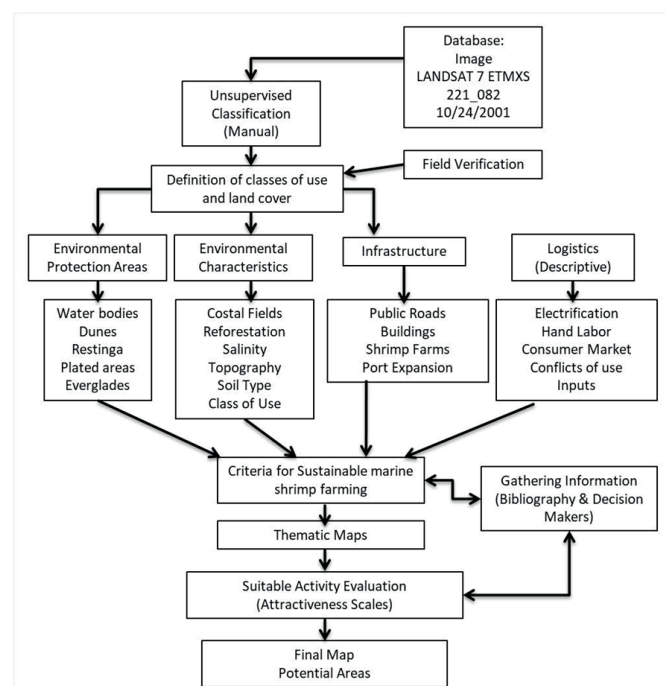 Database:
Image
LANDSAT 7 ETMXS
221_082
10/24/2001
Unsupervised
Classification
(Manual)
Field Verification
Definition of classes of use
and land cover
Environmental
Protection Areas
Environmental
Characteristics
Infrastructure
Logistics
(Descriptive)
Water bodies
Dunes
Restinga
Plated areas
Everglades
Costal Fields
Reforestation
Salinity
Topography
Soil Type
Class of Use
Public Roads
Buildings
Shrimp Farms
Port Expansion
Electrification
Hand Labor
Consumer Market
Conflicts of use
Inputs
Criteria for Sustainable marine
shrimp farming
Gathering Information
(Bibliography & Decision
Makers)
Thematic Maps
Suitable Activity Evaluation
(Attractiveness Scales)
Final Map
Potential Areas